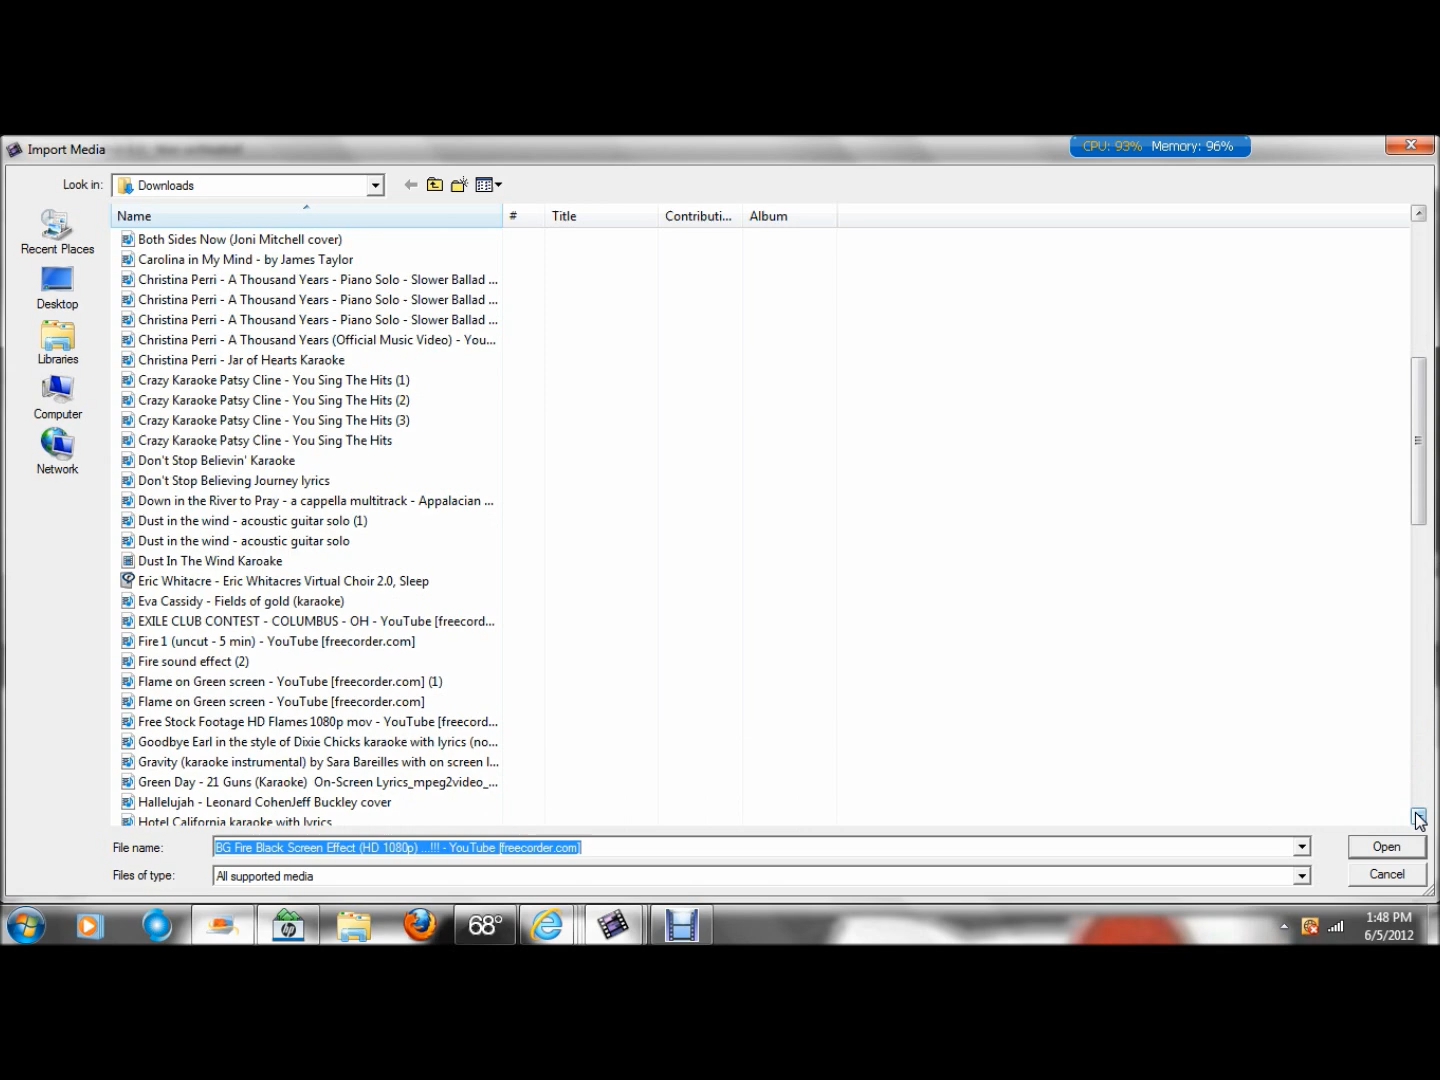 Import Media
CPU: 93% Memory: 96%
Look in: Downloads
Name # Title Contributi... Album
Recent Places
Desktop
Libraries
Computer
Network
Both Sides Now (Joni Mitchell cover)
Carolina in My Mind - by James Taylor
Christina Perri - A Thousand Years - Piano Solo - Slower Ballad ...
Christina Perri - A Thousand Years - Piano Solo - Slower Ballad ...
Christina Perri - A Thousand Years - Piano Solo - Slower Ballad ...
Christina Perri - A Thousand Years (Official Music Video) - You...
Christina Perri - Jar of Hearts Karaoke
Crazy Karaoke Patsy Cline - You Sing The Hits (1)
Crazy Karaoke Patsy Cline - You Sing The Hits (2)
Crazy Karaoke Patsy Cline - You Sing The Hits (3)
Crazy Karaoke Patsy Cline - You Sing The Hits
Don't Stop Believin' Karaoke
Don't Stop Believing Journey lyrics
Down in the River to Pray - a cappella multitrack - Appalacian ...
Dust in the wind - acoustic guitar solo (1)
Dust in the wind - acoustic guitar solo
Dust In The Wind Karoake
Eric Whitacre - Eric Whitacres Virtual Choir 2.0, Sleep
Eva Cassidy - Fields of gold (karaoke)
EXILE CLUB CONTEST - COLUMBUS - OH - YouTube [freecord...
Fire 1 (uncut - 5 min) - YouTube [freecorder.com]
Fire sound effect (2)
Flame on Green screen - YouTube [freecorder.com] (1)
Flame on Green screen - YouTube [freecorder.com]
Free Stock Footage HD Flames 1080p mov - YouTube [freecord...
Goodbye Earl in the style of Dixie Chicks karaoke with lyrics (no...
Gravity (karaoke instrumental) by Sara Bareilles with on screen l...
Green Day - 21 Guns (Karaoke)  On-Screen Lyrics_mpeg2video_...
Hallelujah - Leonard CohenJeff Buckley cover
Hotel California karaoke with lyrics
File name: BG Fire Black Screen Effect (HD 1080p) ...!!! - YouTube [freecorder.com] Open
Files of type: All supported media Cancel
hp
68°
1:48 PM
6/5/2012